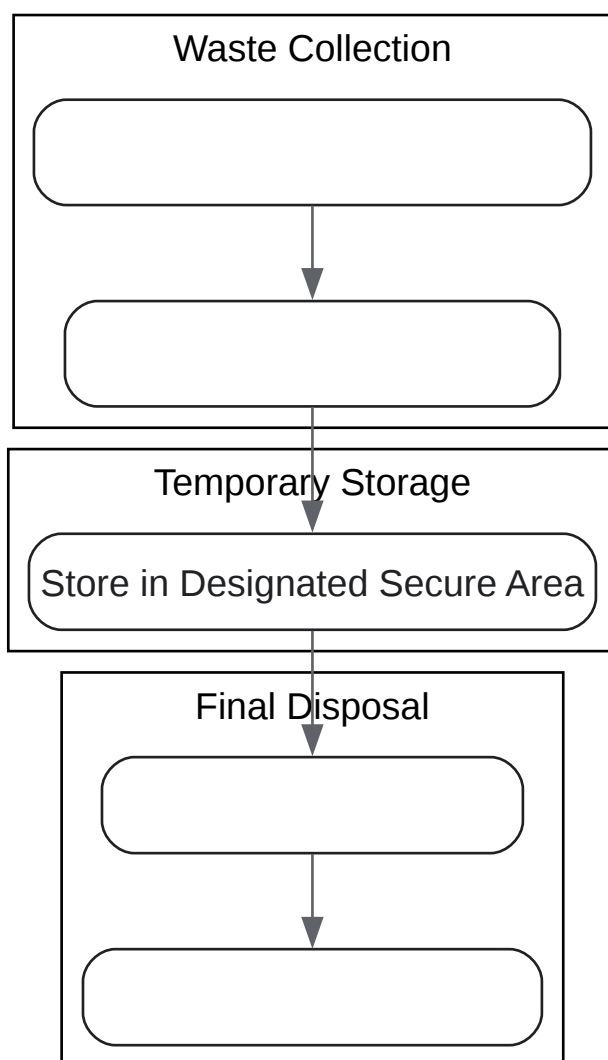 Waste Collection
Temporary Storage
Store in Designated Secure Area
Final Disposal